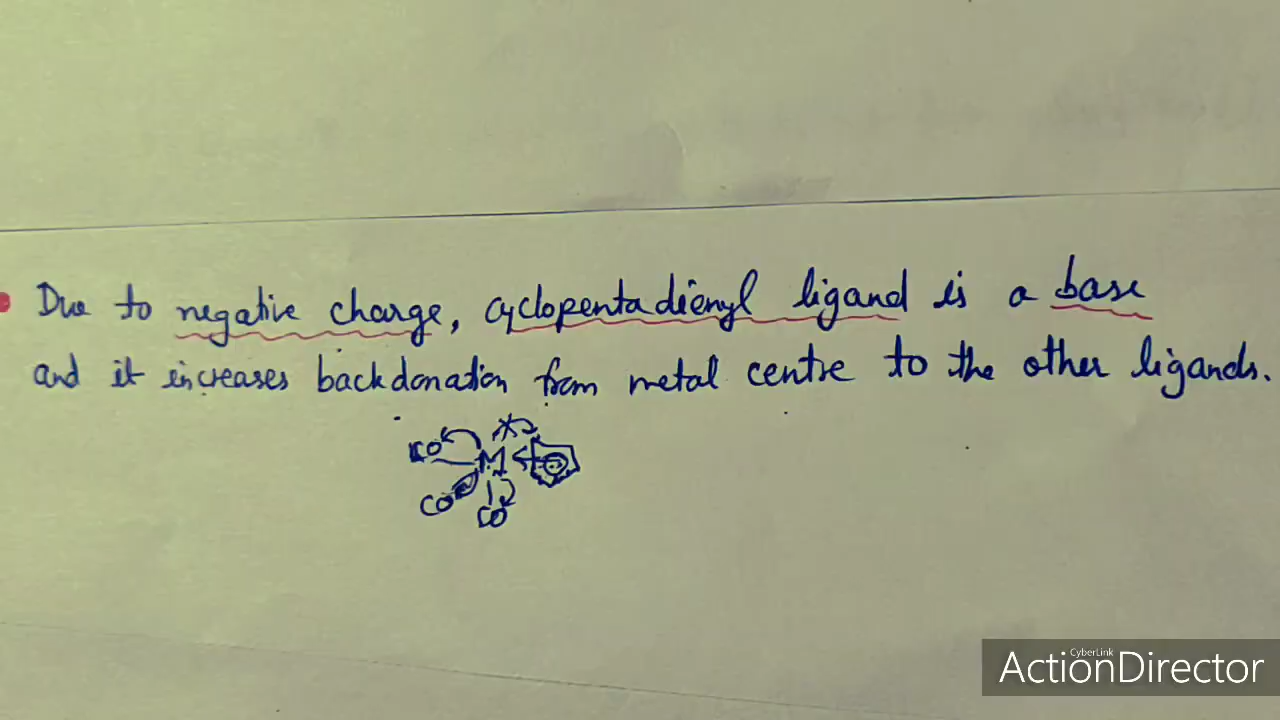 Due to negative charge, cyclopentadienyl ligand is a base
and it increases backdonation from metal centre to the other ligands.
CO
M
CO
CO
CyberLink
ActionDirector